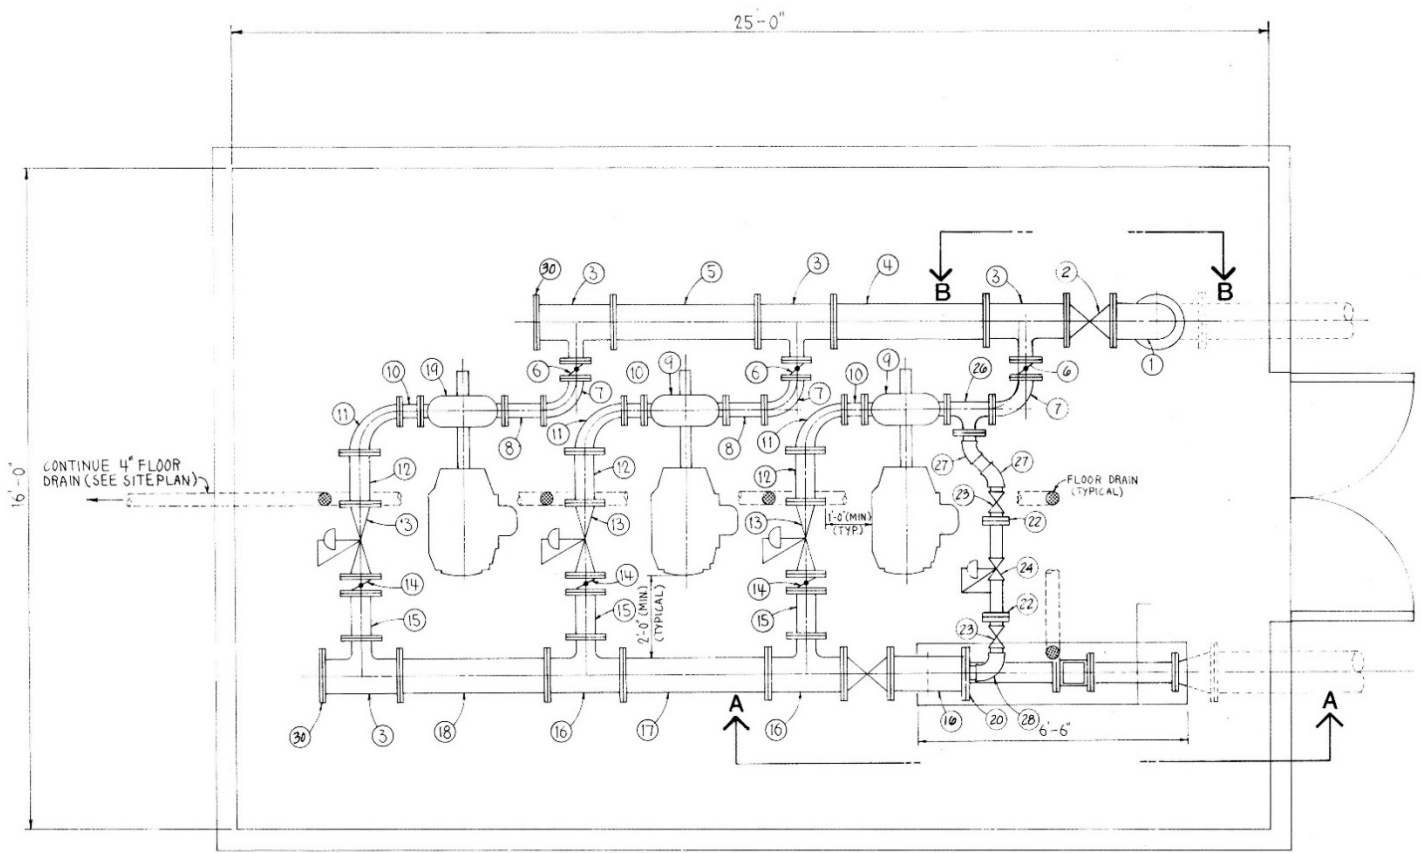 25'-0"
B B
30 3 5 3 4 3 2
1
6 6 6
19 10 9 10 9 26
10 7 7 7
11 8 11 8 11
CONTINUE 4" FLOOR
DRAIN (SEE SITEPLAN)
16'-0"
12 12 12 27 27
FLOOR DRAIN
(TYPICAL)
23
13 13 13 22
1'-0"(MIN)
(TYP)
24
14 14 14
22
15 15 15
2'-0"(MIN.)
(TYPICAL)
23
A A
30 3 18 16 17 16 16 20 28
6'-6"